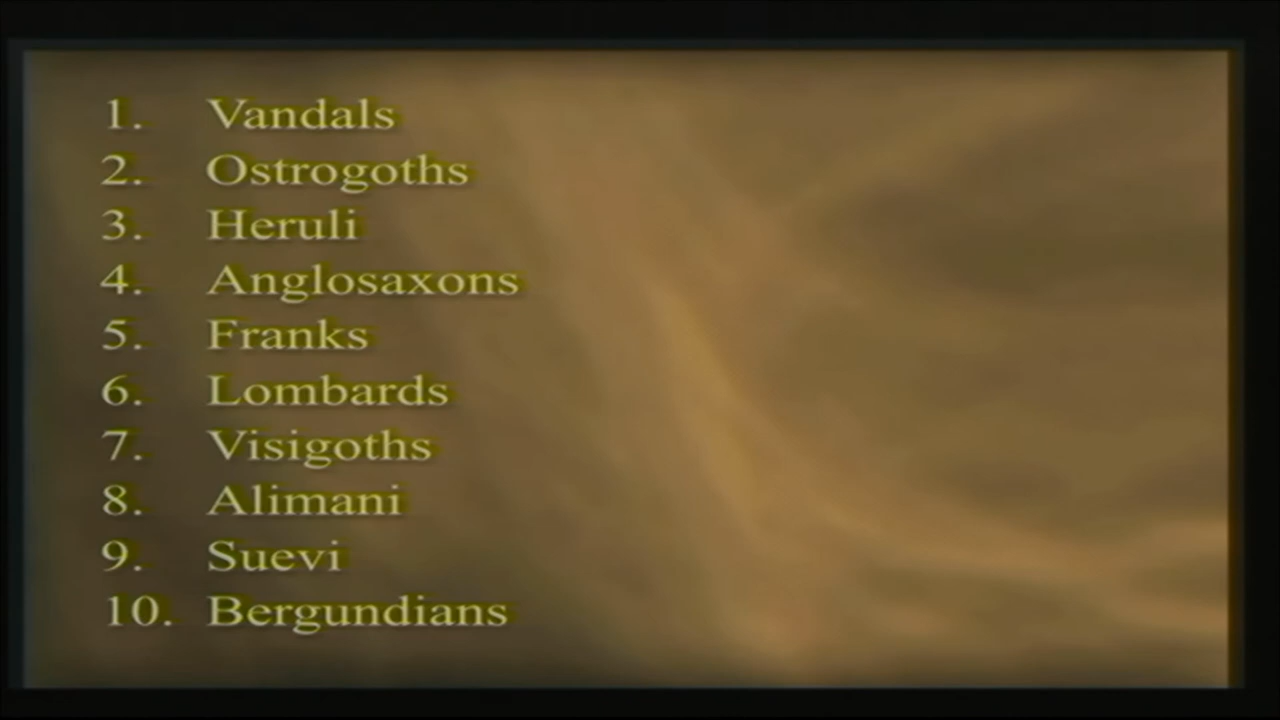 1. Vandals
2. Ostrogoths
3. Heruli
4. Anglosaxons
5. Franks
6. Lombards
7. Visigoths
8. Alimani
9. Suevi
10. Bergundians